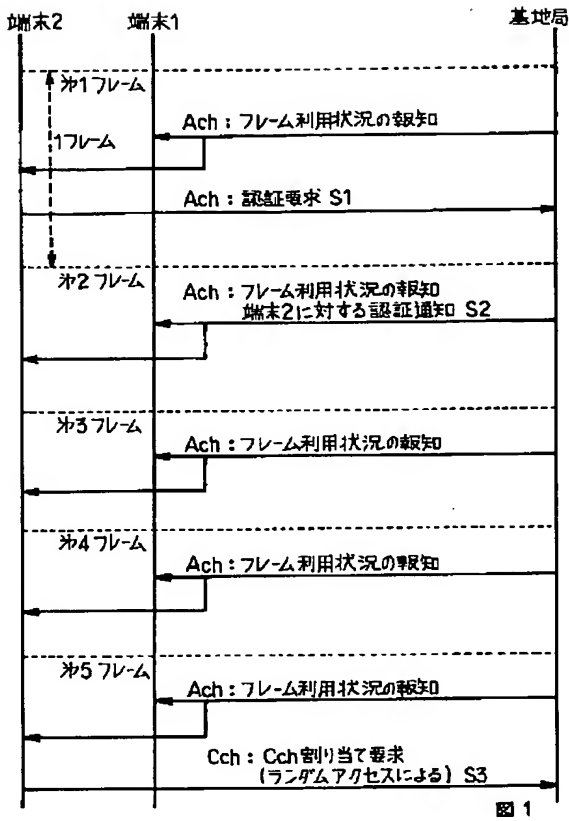 端末2
端末1
基地局
第1フレーム
Ach:フレーム利用状況の報知
1フレーム
Ach:認証要求 S1
第2フレーム
Ach:フレーム利用状況の報知
端末2に対する認証通知 S2
第3フレーム
Ach:フレーム利用状況の報知
第4フレーム
Ach:フレーム利用状況の報知
第5フレーム
Ach:フレーム利用状況の報知
Cch:Cch割り当て要求
(ランダムアクセスによる) S3
図1